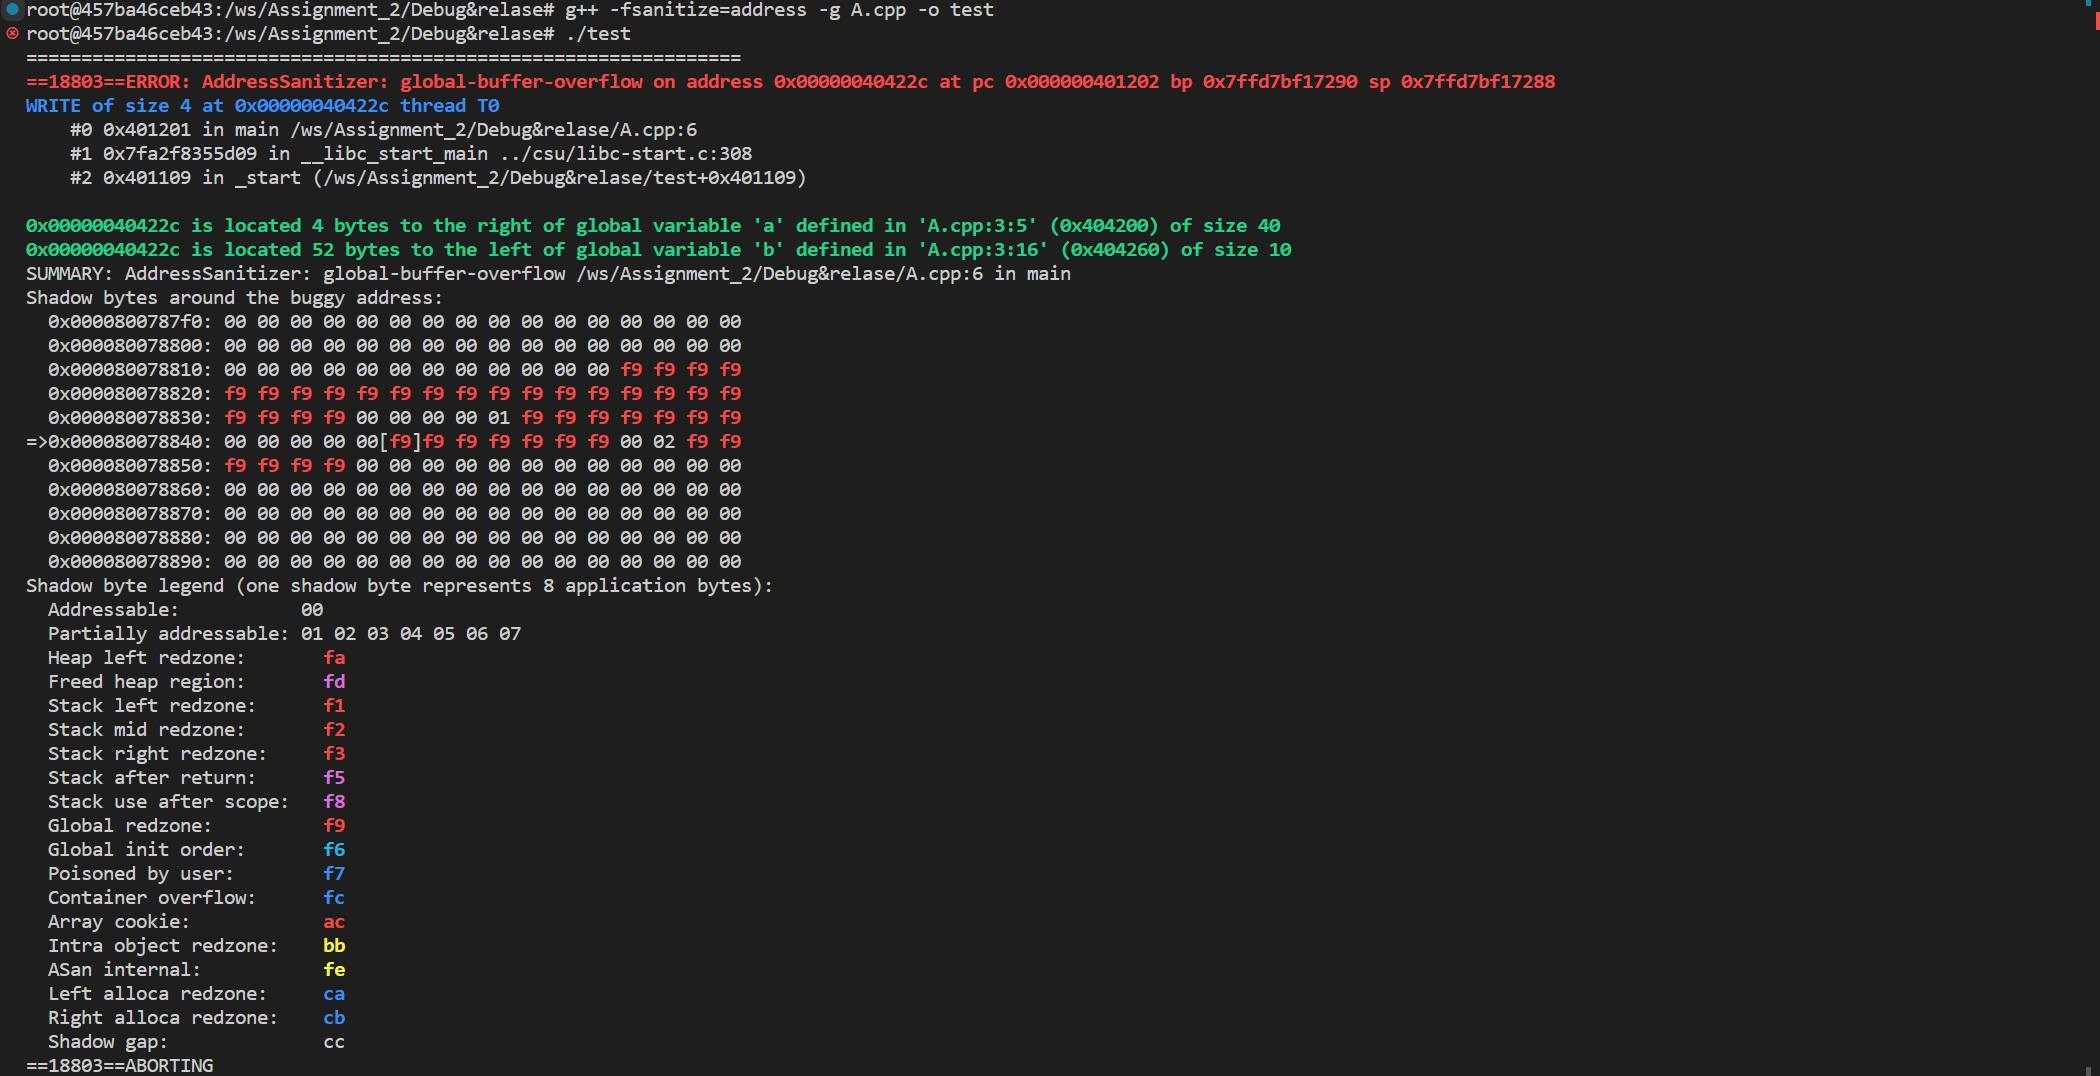 root@457ba46ceb43:/ws/Assignment_2/Debug&relase# g++ -fsanitize=address -g A.cpp -o test
root@457ba46ceb43:/ws/Assignment_2/Debug&relase# ./test
=================================================================
==18803==ERROR: AddressSanitizer: global-buffer-overflow on address 0x00000040422c at pc 0x000000401202 bp 0x7ffd7bf17290 sp 0x7ffd7bf17288
WRITE of size 4 at 0x00000040422c thread T0
    #0 0x401201 in main /ws/Assignment_2/Debug&relase/A.cpp:6
    #1 0x7fa2f8355d09 in __libc_start_main ../csu/libc-start.c:308
    #2 0x401109 in _start (/ws/Assignment_2/Debug&relase/test+0x401109)

0x00000040422c is located 4 bytes to the right of global variable 'a' defined in 'A.cpp:3:5' (0x404200) of size 40
0x00000040422c is located 52 bytes to the left of global variable 'b' defined in 'A.cpp:3:16' (0x404260) of size 10
SUMMARY: AddressSanitizer: global-buffer-overflow /ws/Assignment_2/Debug&relase/A.cpp:6 in main
Shadow bytes around the buggy address:
  0x0000800787f0: 00 00 00 00 00 00 00 00 00 00 00 00 00 00 00 00
  0x000080078800: 00 00 00 00 00 00 00 00 00 00 00 00 00 00 00 00
  0x000080078810: 00 00 00 00 00 00 00 00 00 00 00 00 f9 f9 f9 f9
  0x000080078820: f9 f9 f9 f9 f9 f9 f9 f9 f9 f9 f9 f9 f9 f9 f9 f9
  0x000080078830: f9 f9 f9 f9 00 00 00 00 01 f9 f9 f9 f9 f9 f9 f9
=>0x000080078840: 00 00 00 00 00[f9]f9 f9 f9 f9 f9 f9 00 02 f9 f9
  0x000080078850: f9 f9 f9 f9 00 00 00 00 00 00 00 00 00 00 00 00
  0x000080078860: 00 00 00 00 00 00 00 00 00 00 00 00 00 00 00 00
  0x000080078870: 00 00 00 00 00 00 00 00 00 00 00 00 00 00 00 00
  0x000080078880: 00 00 00 00 00 00 00 00 00 00 00 00 00 00 00 00
  0x000080078890: 00 00 00 00 00 00 00 00 00 00 00 00 00 00 00 00
Shadow byte legend (one shadow byte represents 8 application bytes):
  Addressable:           00
  Partially addressable: 01 02 03 04 05 06 07
  Heap left redzone:       fa
  Freed heap region:       fd
  Stack left redzone:      f1
  Stack mid redzone:       f2
  Stack right redzone:     f3
  Stack after return:      f5
  Stack use after scope:   f8
  Global redzone:          f9
  Global init order:       f6
  Poisoned by user:        f7
  Container overflow:      fc
  Array cookie:            ac
  Intra object redzone:    bb
  ASan internal:           fe
  Left alloca redzone:     ca
  Right alloca redzone:    cb
  Shadow gap:              cc
==18803==ABORTING